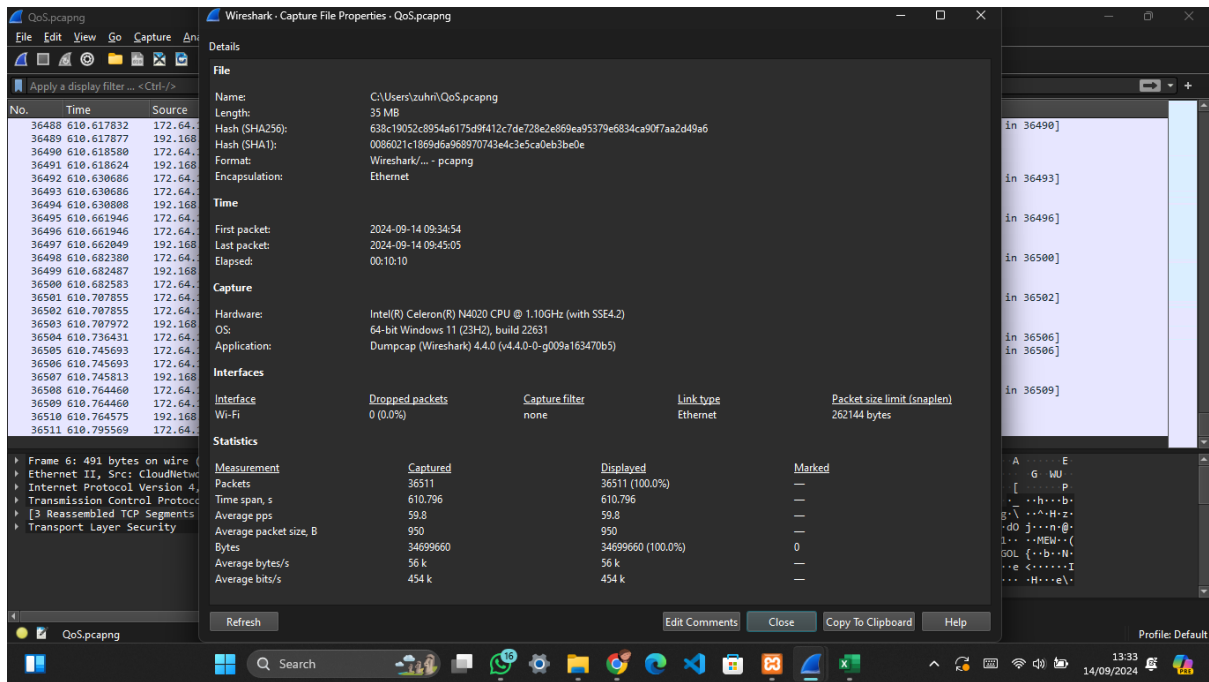 QoS.pcapng
Wireshark · Capture File Properties · QoS.pcapng
File Edit View Go Capture
Details
Apply a display filter ... <Ctrl-/>
No. Time Source
36488 610.617832 172.64. in 36490]
36489 610.617877 192.168
36490 610.618580 172.64.
36491 610.618624 192.168
36492 610.630686 172.64. in 36493]
36493 610.630686 172.64.
36494 610.630808 192.168
36495 610.661946 172.64. in 36496]
36496 610.661946 172.64.
36497 610.662049 192.168
36498 610.682380 172.64. in 36500]
36499 610.682487 192.168
36500 610.682583 172.64.
36501 610.707855 172.64. in 36502]
36502 610.707855 172.64.
36503 610.707972 192.168
36504 610.736431 172.64. in 36506]
36505 610.745693 172.64. in 36506]
36506 610.745693 172.64.
36507 610.745813 192.168
36508 610.764460 172.64. in 36509]
36509 610.764460 172.64.
36510 610.764575 192.168
36511 610.795569 172.64.
File
Name: C:\Users\zuhri\QoS.pcapng
Length: 35 MB
Hash (SHA256): 638c19052c8954a6175d9f412c7de728e2e869ea95379e6834ca90f7aa2d49a6
Hash (SHA1): 0086021c1869d6a968970743e4c3e5ca0eb3be0e
Format: Wireshark/... - pcapng
Encapsulation: Ethernet
Time
First packet: 2024-09-14 09:34:54
Last packet: 2024-09-14 09:45:05
Elapsed: 00:10:10
Capture
Hardware: Intel(R) Celeron(R) N4020 CPU @ 1.10GHz (with SSE4.2)
OS: 64-bit Windows 11 (23H2), build 22631
Application: Dumpcap (Wireshark) 4.4.0 (v4.4.0-0-g009a163470b5)
Interfaces
Interface Dropped packets Capture filter Link type Packet size limit (snaplen)
Wi-Fi 0 (0.0%) none Ethernet 262144 bytes
Statistics
Measurement Captured Displayed Marked
Packets 36511 36511 (100.0%) —
Time span, s 610.796 610.796 —
Average pps 59.8 59.8 —
Average packet size, B 950 950 —
Bytes 34699660 34699660 (100.0%) 0
Average bytes/s 56 k 56 k —
Average bits/s 454 k 454 k —
Refresh Edit Comments Close Copy To Clipboard Help
Frame 6: 491 bytes on wire (
Ethernet II, Src: CloudNetwo
Internet Protocol Version 4,
Transmission Control Protoco
[3 Reassembled TCP Segments
Transport Layer Security
QoS.pcapng
Profile: Default
Search
16
13:33
14/09/2024
PRE